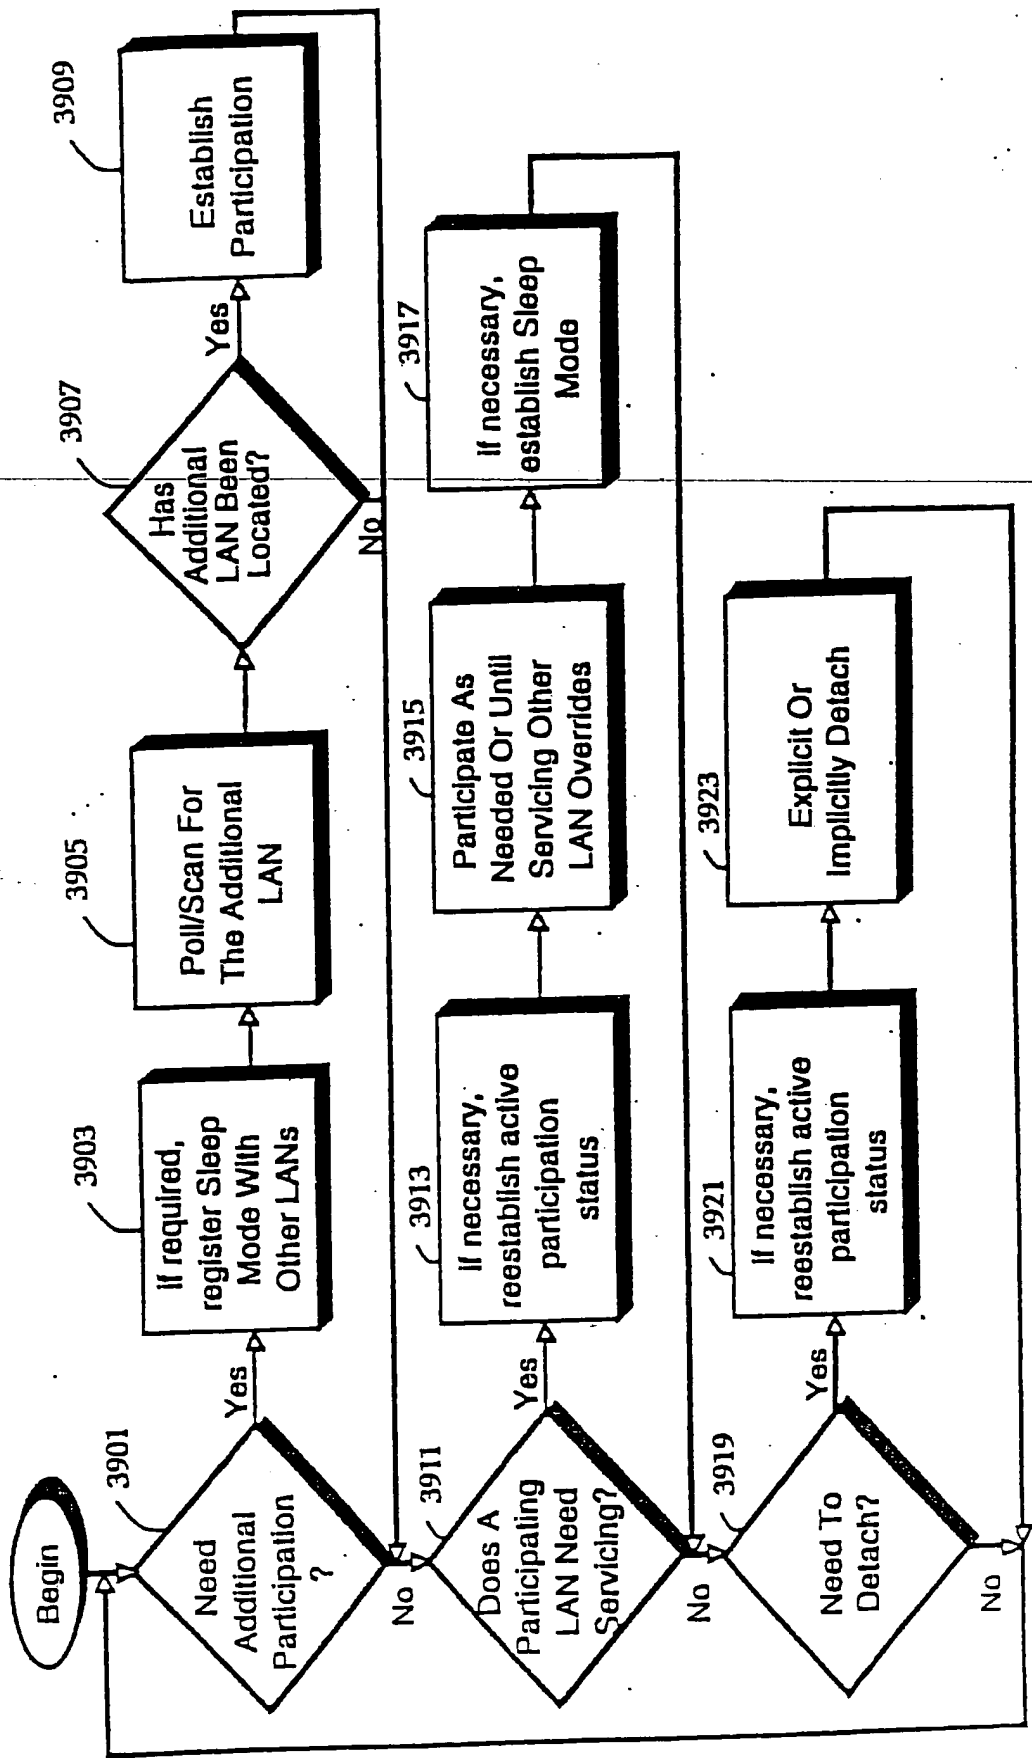 Begin
3901
Need
Additional
Participation
?
Yes
No
3903
If required,
register Sleep
Mode With
Other LANs
3905
Poll/Scan For
The Additional
LAN
3907
Has
Additional
LAN Been
Located?
Yes
No
3909
Establish
Participation
3911
Does A
Participating
LAN Need
Servicing?
Yes
No
3913
If necessary,
reestablish active
participation
status
3915
Participate As
Needed Or Until
Servicing Other
LAN Overrides
3917
If necessary,
establish Sleep
Mode
3919
Need To
Detach?
Yes
No
3921
If necessary,
reestablish active
participation
status
3923
Explicit Or
Implicitly Detach